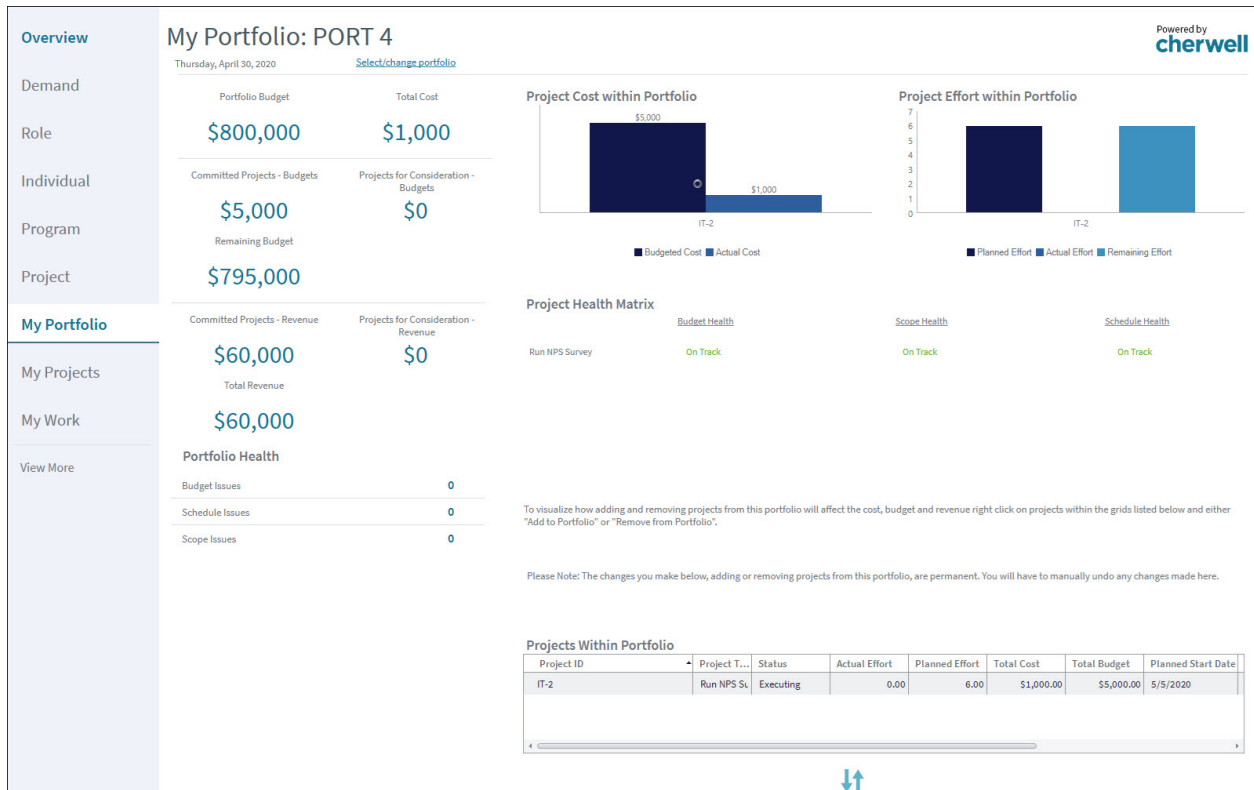 Overview
Demand
Role
Individual
Program
Project
My Portfolio
My Projects
My Work
View More
My Portfolio: PORT 4
Powered by
cherwell
Thursday, April 30, 2020
Select/change portfolio
Portfolio Budget
Total Cost
$800,000
$1,000
Committed Projects - Budgets
Projects for Consideration -
Budgets
$5,000
$0
Remaining Budget
$795,000
Committed Projects - Revenue
Projects for Consideration -
Revenue
$60,000
$0
Total Revenue
$60,000
Portfolio Health
Budget Issues 0
Schedule Issues 0
Scope Issues 0
Project Cost within Portfolio
$5,000
$1,000
IT-2
Budgeted Cost Actual Cost
Project Effort within Portfolio
7
6
5
4
3
2
1
0
IT-2
Planned Effort Actual Effort Remaining Effort
Project Health Matrix
Budget Health Scope Health Schedule Health
Run NPS Survey On Track On Track On Track
To visualize how adding and removing projects from this portfolio will affect the cost, budget and revenue right click on projects within the grids listed below and either
"Add to Portfolio" or "Remove from Portfolio".
Please Note: The changes you make below, adding or removing projects from this portfolio, are permanent. You will have to manually undo any changes made here.
Projects Within Portfolio
Project ID Project T... Status Actual Effort Planned Effort Total Cost Total Budget Planned Start Date
IT-2 Run NPS Su Executing 0.00 6.00 $1,000.00 $5,000.00 5/5/2020